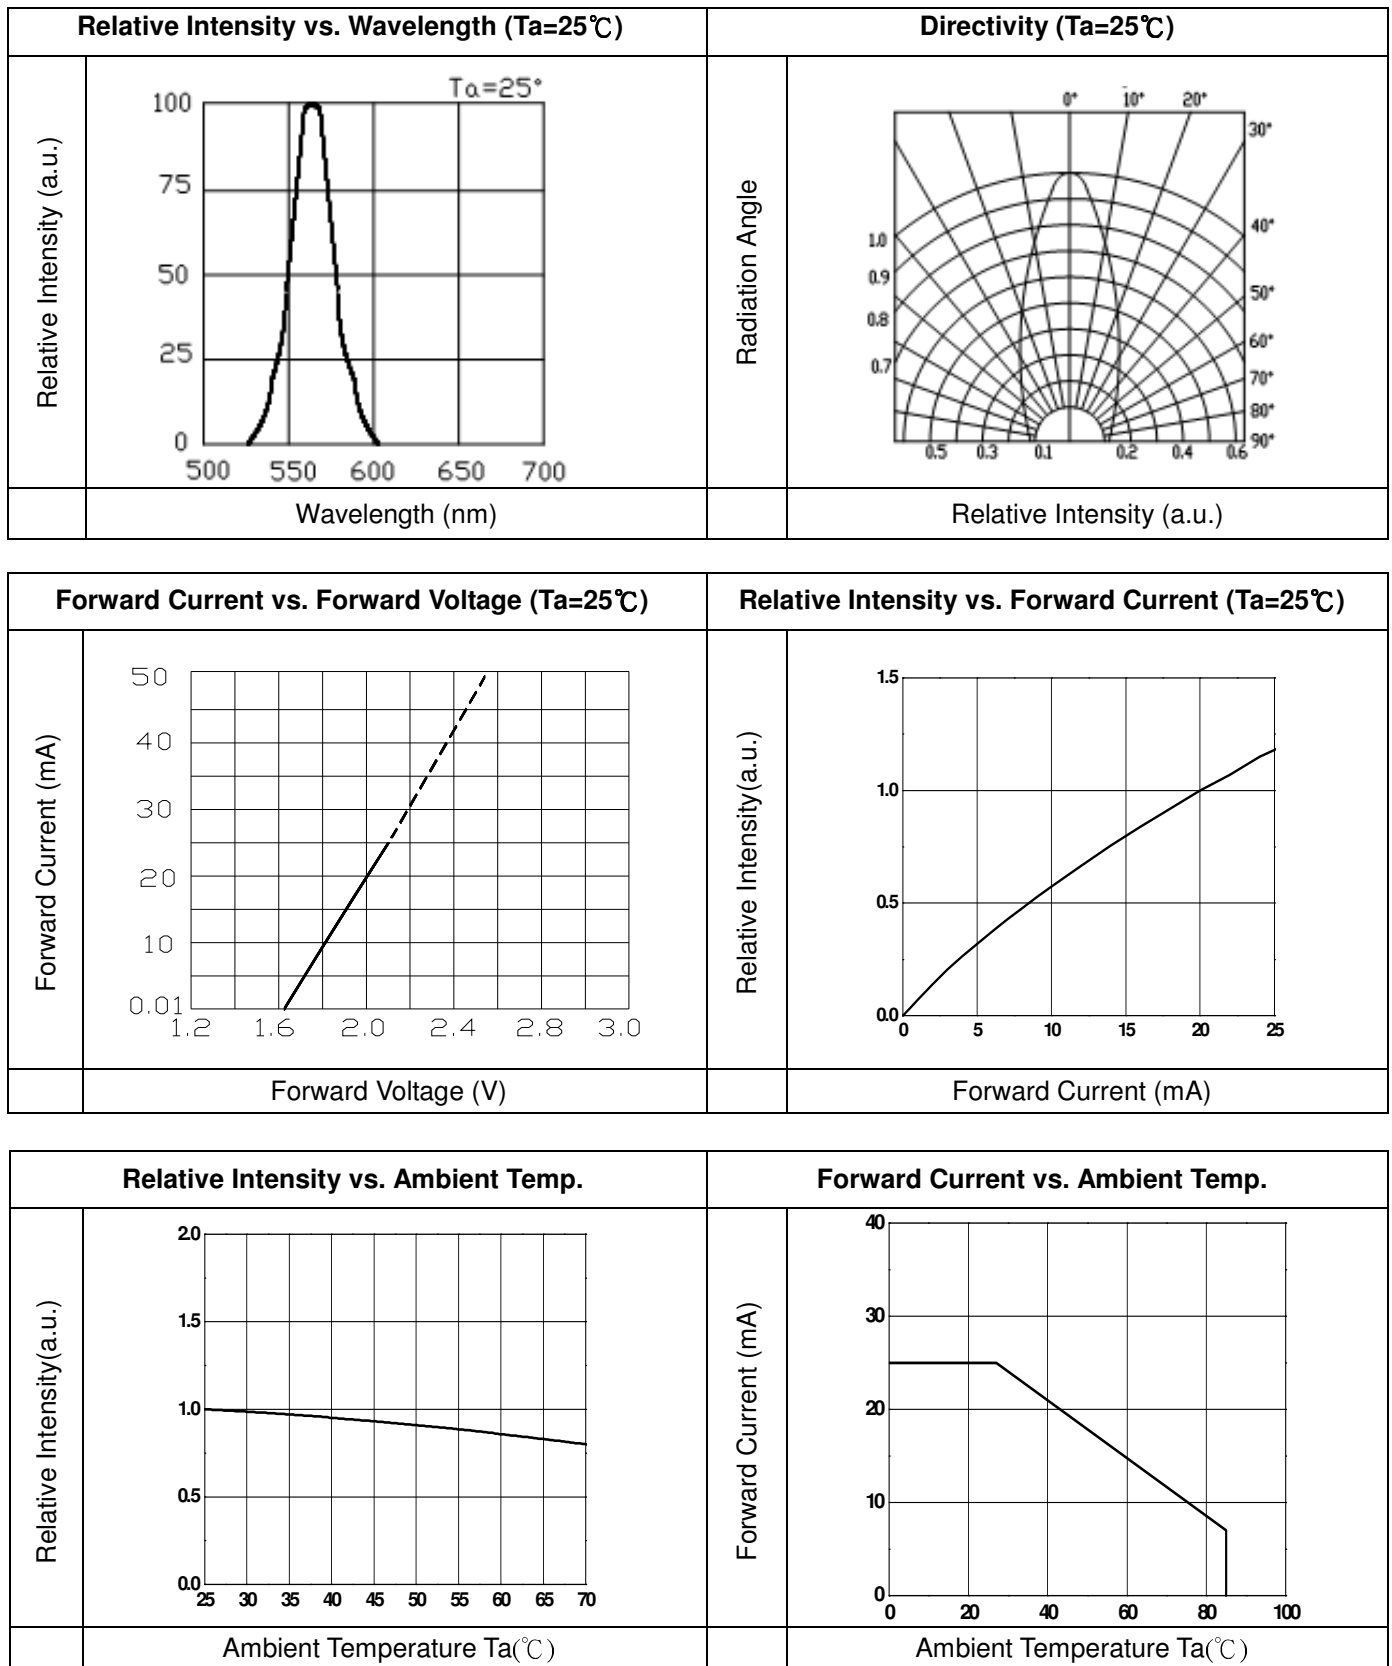 Relative Intensity vs. Wavelength (Ta=25℃)
Directivity (Ta=25℃)
Relative Intensity (a.u.)
Ta=25°
100
75
50
25
0
500 550 600 650 700
Wavelength (nm)
Radiation Angle
0° 10° 20°
30°
40°
50°
60°
70°
80°
90°
1.0
0.9
0.8
0.7
0.5 0.3 0.1 0.2 0.4 0.6
Relative Intensity (a.u.)
Forward Current vs. Forward Voltage (Ta=25℃)
Relative Intensity vs. Forward Current (Ta=25℃)
Forward Current (mA)
50
40
30
20
10
0.01
1.2 1.6 2.0 2.4 2.8 3.0
Forward Voltage (V)
Relative Intensity(a.u.)
1.5
1.0
0.5
0.0
0 5 10 15 20 25
Forward Current (mA)
Relative Intensity vs. Ambient Temp.
Forward Current vs. Ambient Temp.
Relative Intensity(a.u.)
2.0
1.5
1.0
0.5
0.0
25 30 35 40 45 50 55 60 65 70
Ambient Temperature Ta(℃)
Forward Current (mA)
40
30
20
10
0
0 20 40 60 80 100
Ambient Temperature Ta(℃)